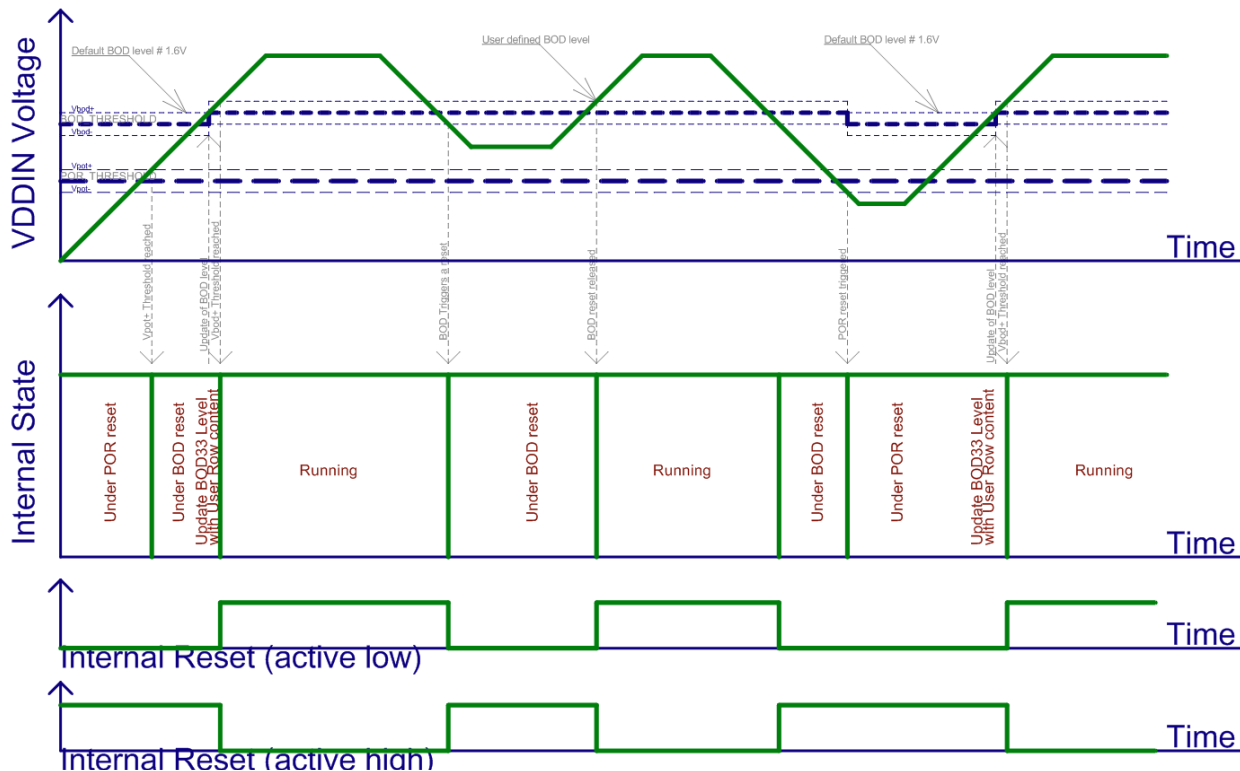 VDDIN Voltage
Default BOD level # 1.6V
User defined BOD level
Default BOD level # 1.6V
Vbod+
BOD_THRESHOLD
Vbod-
Vpot+
POR_THRESHOLD
Vpot-
Time
Vpot+ Threshold reached
Update of BOD level
Vbod+ Threshold reached
BOD Triggers a reset
BOD reset released
POR reset triggered
Update of BOD level
Vbod+ Threshold reached
Internal State
Under POR reset
Under BOD reset
Update BOD33 Level
with User Row content
Running
Under BOD reset
Running
Under BOD reset
Under POR reset
Update BOD33 Level
with User Row content
Running
Time
Internal Reset (active low)
Time
Internal Reset (active high)
Time